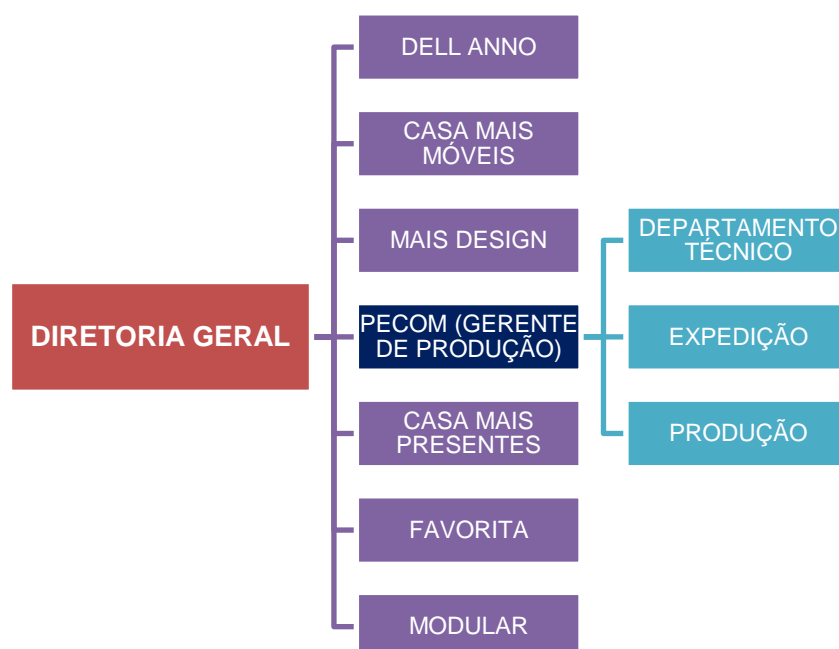 DIRETORIA GERAL
DELL ANNO
CASA MAIS
MÓVEIS
MAIS DESIGN
PECOM (GERENTE
DE PRODUÇÃO)
CASA MAIS
PRESENTES
FAVORITA
MODULAR
DEPARTAMENTO
TÉCNICO
EXPEDIÇÃO
PRODUÇÃO